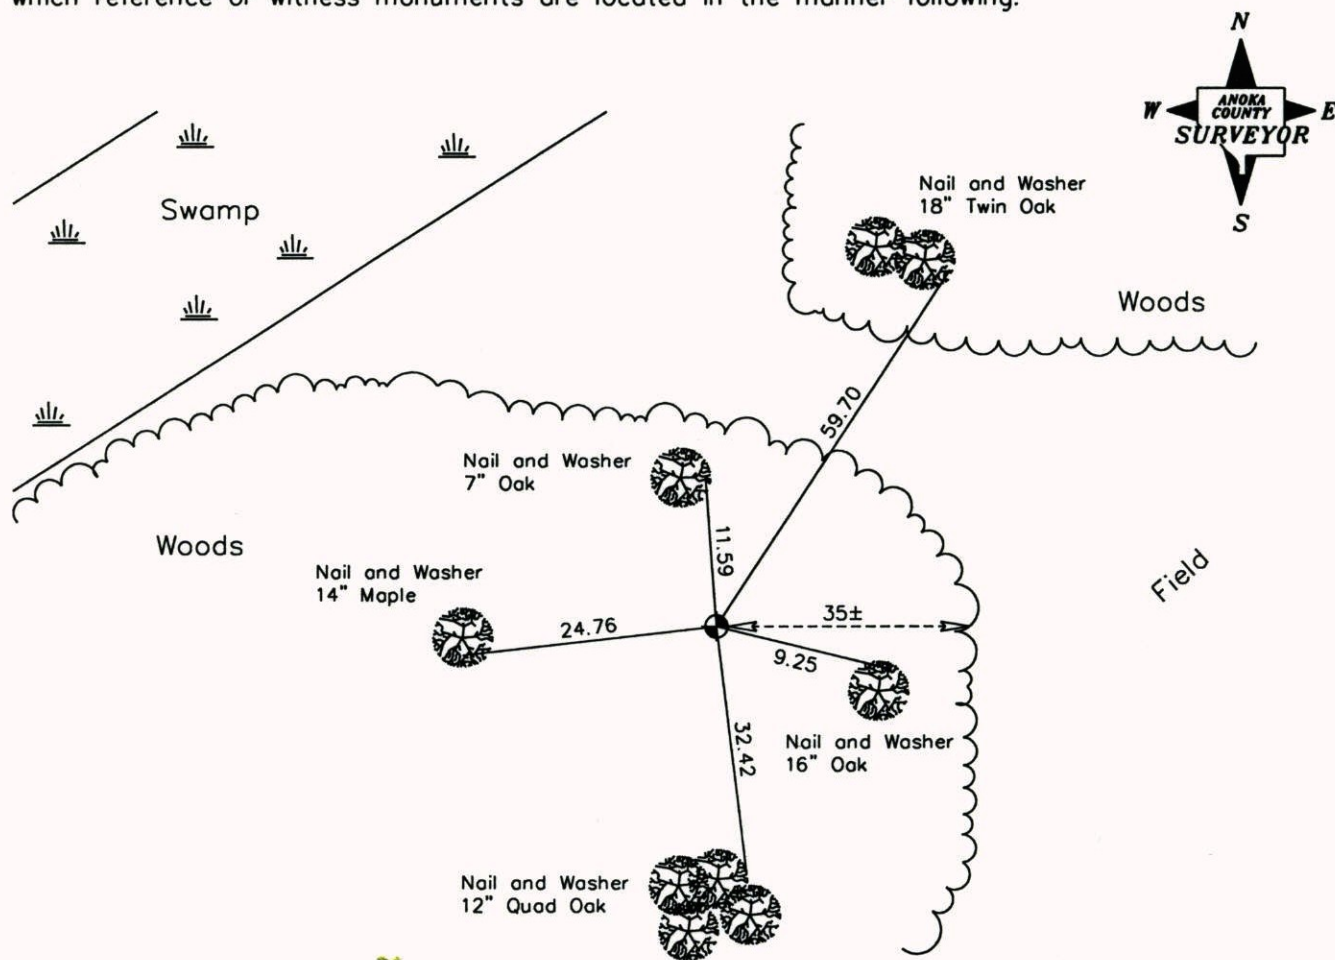 which reference or witness monuments are located in the manner following:
N
W
ANOKA
COUNTY
E
SURVEYOR
S
Nail and Washer
18" Twin Oak
Swamp
Woods
59.70
Nail and Washer
7" Oak
11.59
Woods
Field
Nail and Washer
14" Maple
24.76
35±
9.25
32.42
Nail and Washer
16" Oak
Nail and Washer
12" Quad Oak